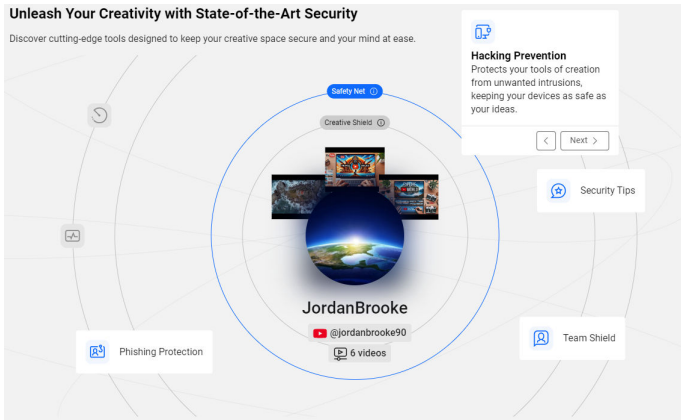 Unleash Your Creativity with State-of-the-Art Security
Discover cutting-edge tools designed to keep your creative space secure and your mind at ease.
Hacking Prevention
Protects your tools of creation
from unwanted intrusions,
keeping your devices as safe as
your ideas.
Next
Safety Net
Creative Shield
Security Tips
JordanBrooke
@jordanbrooke90
6 videos
Phishing Protection
Team Shield